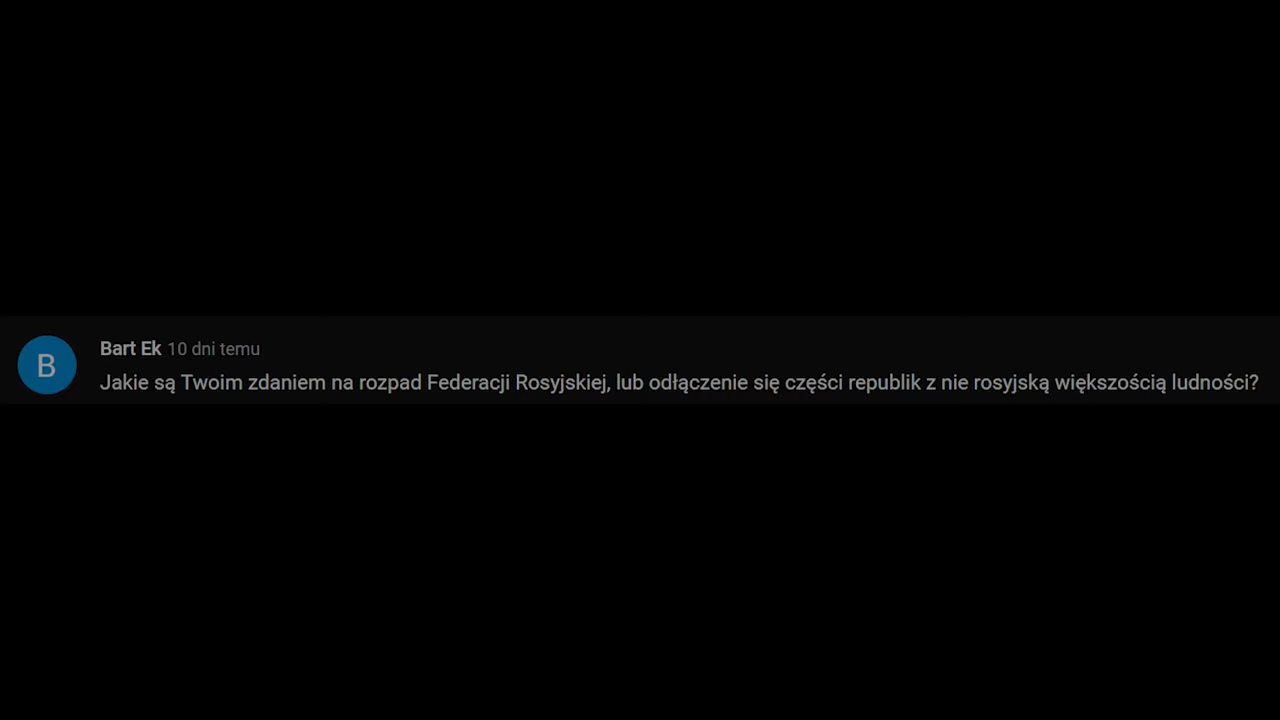 B
Bart Ek 10 dni temu
Jakie są Twoim zdaniem na rozpad Federacji Rosyjskiej, lub odłączenie się części republik z nie rosyjską większością ludności?